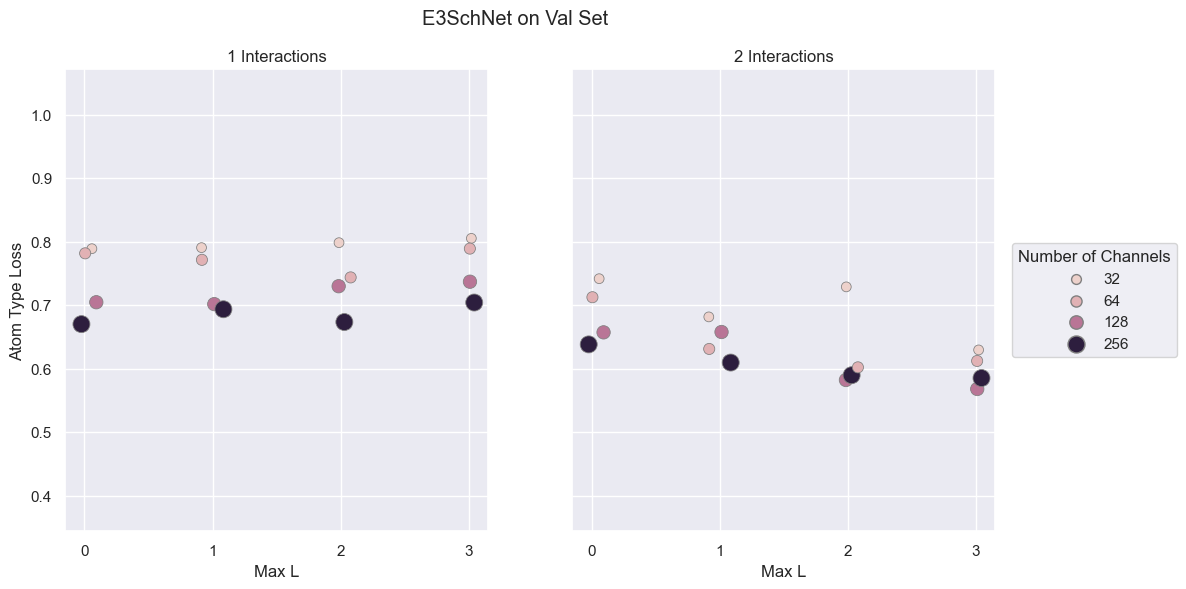 E3SchNet on Val Set
1 Interactions
2 Interactions
Atom Type Loss
1.0
0.9
0.8
0.7
0.6
0.5
0.4
0 1 2 3
Max L
0 1 2 3
Max L
Number of Channels
32
64
128
256